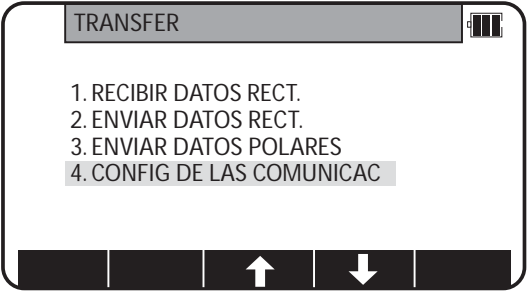 TRANSFER
1. RECIBIR DATOS RECT.
2. ENVIAR DATOS RECT.
3. ENVIAR DATOS POLARES
4. CONFIG DE LAS COMUNICAC